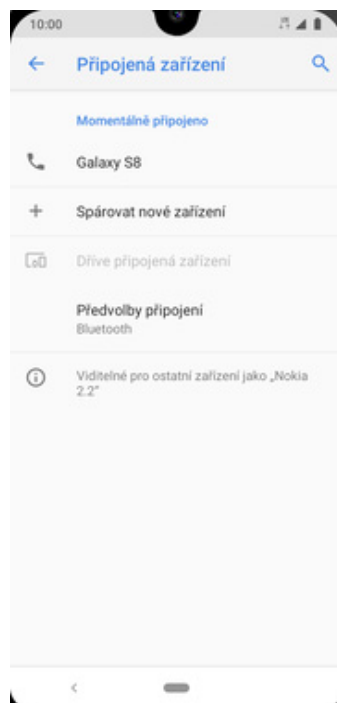 10:00
Připojená zařízení
Momentálně připojeno
Galaxy S8
Spárovat nové zařízení
Dříve připojená zařízení
Předvolby připojení
Bluetooth
Viditelné pro ostatní zařízení jako „Nokia
2.2“